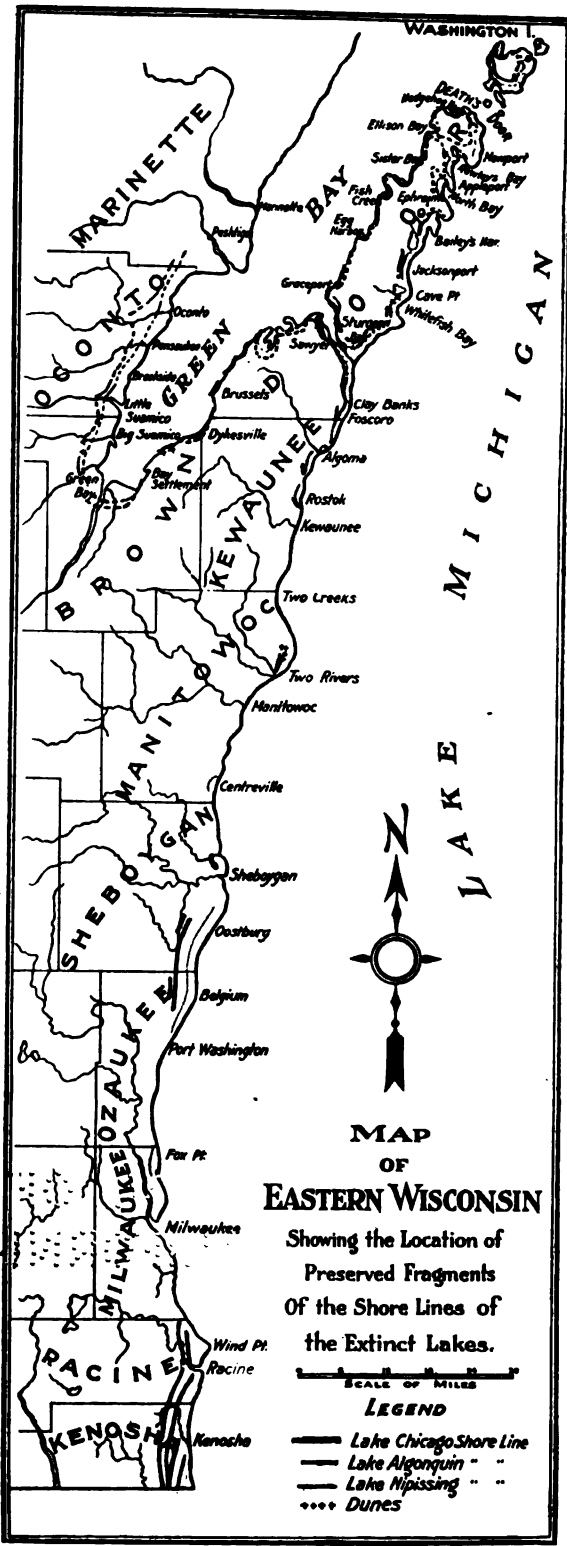 WASHINGTON I.
DEATH'S DOOR
Ellison Bay
Sister Bay
Newport
Appleport
North Bay
Fish Creek
Ephraim
Egg Harbor
Bailey's Har.
Jacksonport
Cave Pt
Whitefish Bay
Graceport
Sturgeon Bay
Sawyer
DOOR
MARINETTE
Marinette
Peshtigo
GREEN BAY
OCONTO
Oconto
Pensaukee
Brookside
Little Suamico
Big Suamico
Brussels
Dykesville
Green Bay
Bay Settlement
BROWN
Clay Banks
Foscoro
Algoma
KEWAUNEE
Rostok
Kewaunee
Two Creeks
MANITOWOC
Two Rivers
Manitowoc
Centreville
LAKE MICHIGAN
SHEBOYGAN
Sheboygan
Oostburg
Belgium
OZAUKEE
Port Washington
Fox Pt.
MILWAUKEE
Milwaukee
Wind Pt.
RACINE
Racine
KENOSHA
Kenosha
N
MAP
OF
EASTERN WISCONSIN
Showing the Location of
Preserved Fragments
Of the Shore Lines of
the Extinct Lakes.
SCALE OF MILES
LEGEND
Lake Chicago Shore Line
Lake Algonquin " "
Lake Nipissing " "
Dunes